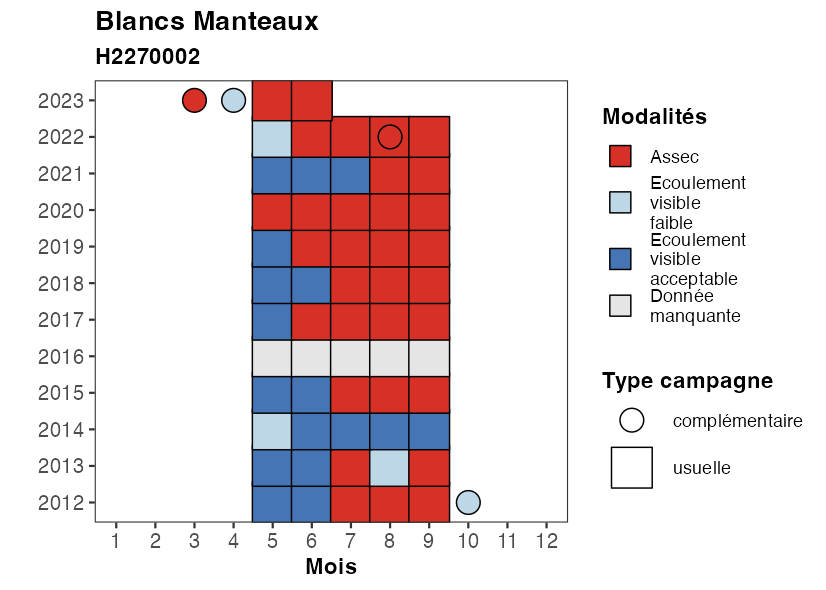 Blancs Manteaux
H2270002
2023
2022
2021
2020
2019
2018
2017
2016
2015
2014
2013
2012
1 2 3 4 5 6 7 8 9 10 11 12
Mois
Modalités
Assec
Ecoulement
visible
faible
Ecoulement
visible
acceptable
Donnée
manquante
Type campagne
complémentaire
usuelle